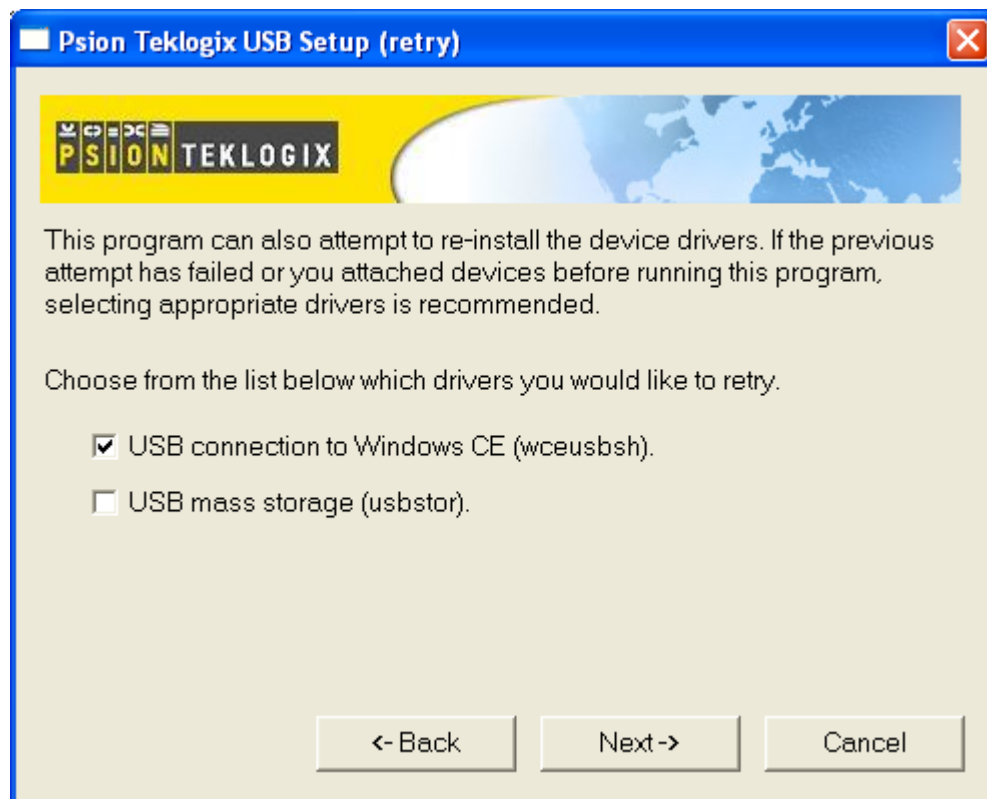 Psion Teklogix USB Setup (retry)
PSION TEKLOGIX
This program can also attempt to re-install the device drivers. If the previous
attempt has failed or you attached devices before running this program,
selecting appropriate drivers is recommended.
Choose from the list below which drivers you would like to retry.
USB connection to Windows CE (wceusbsh).
USB mass storage (usbstor).
<- Back
Next ->
Cancel